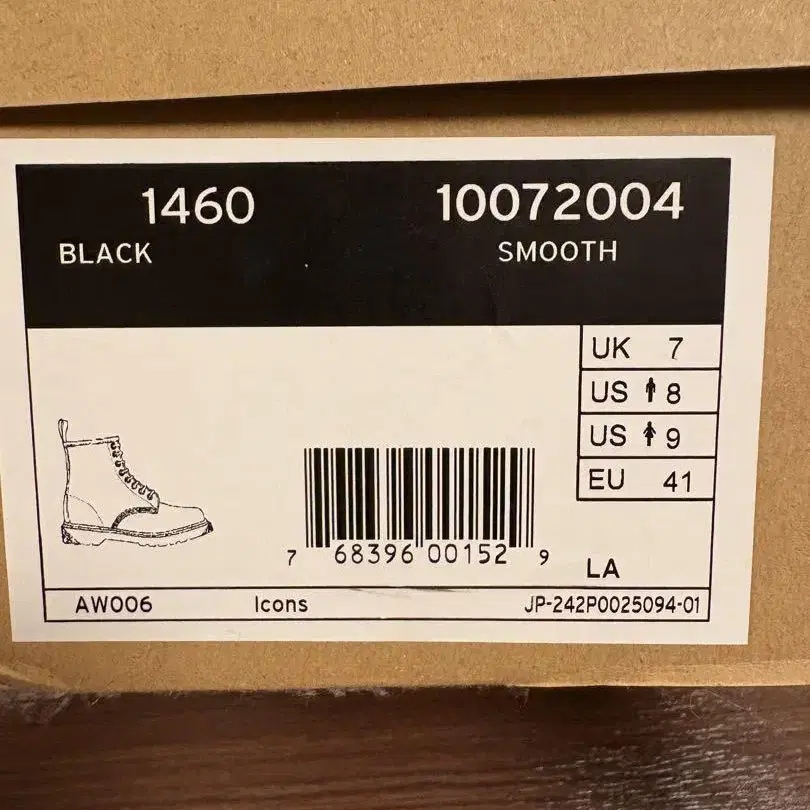 1460 10072004
BLACK SMOOTH
UK 7
US 8
US 9
EU 41
7 68396 00152 9
LA
AW006 Icons JP-242P0025094-01